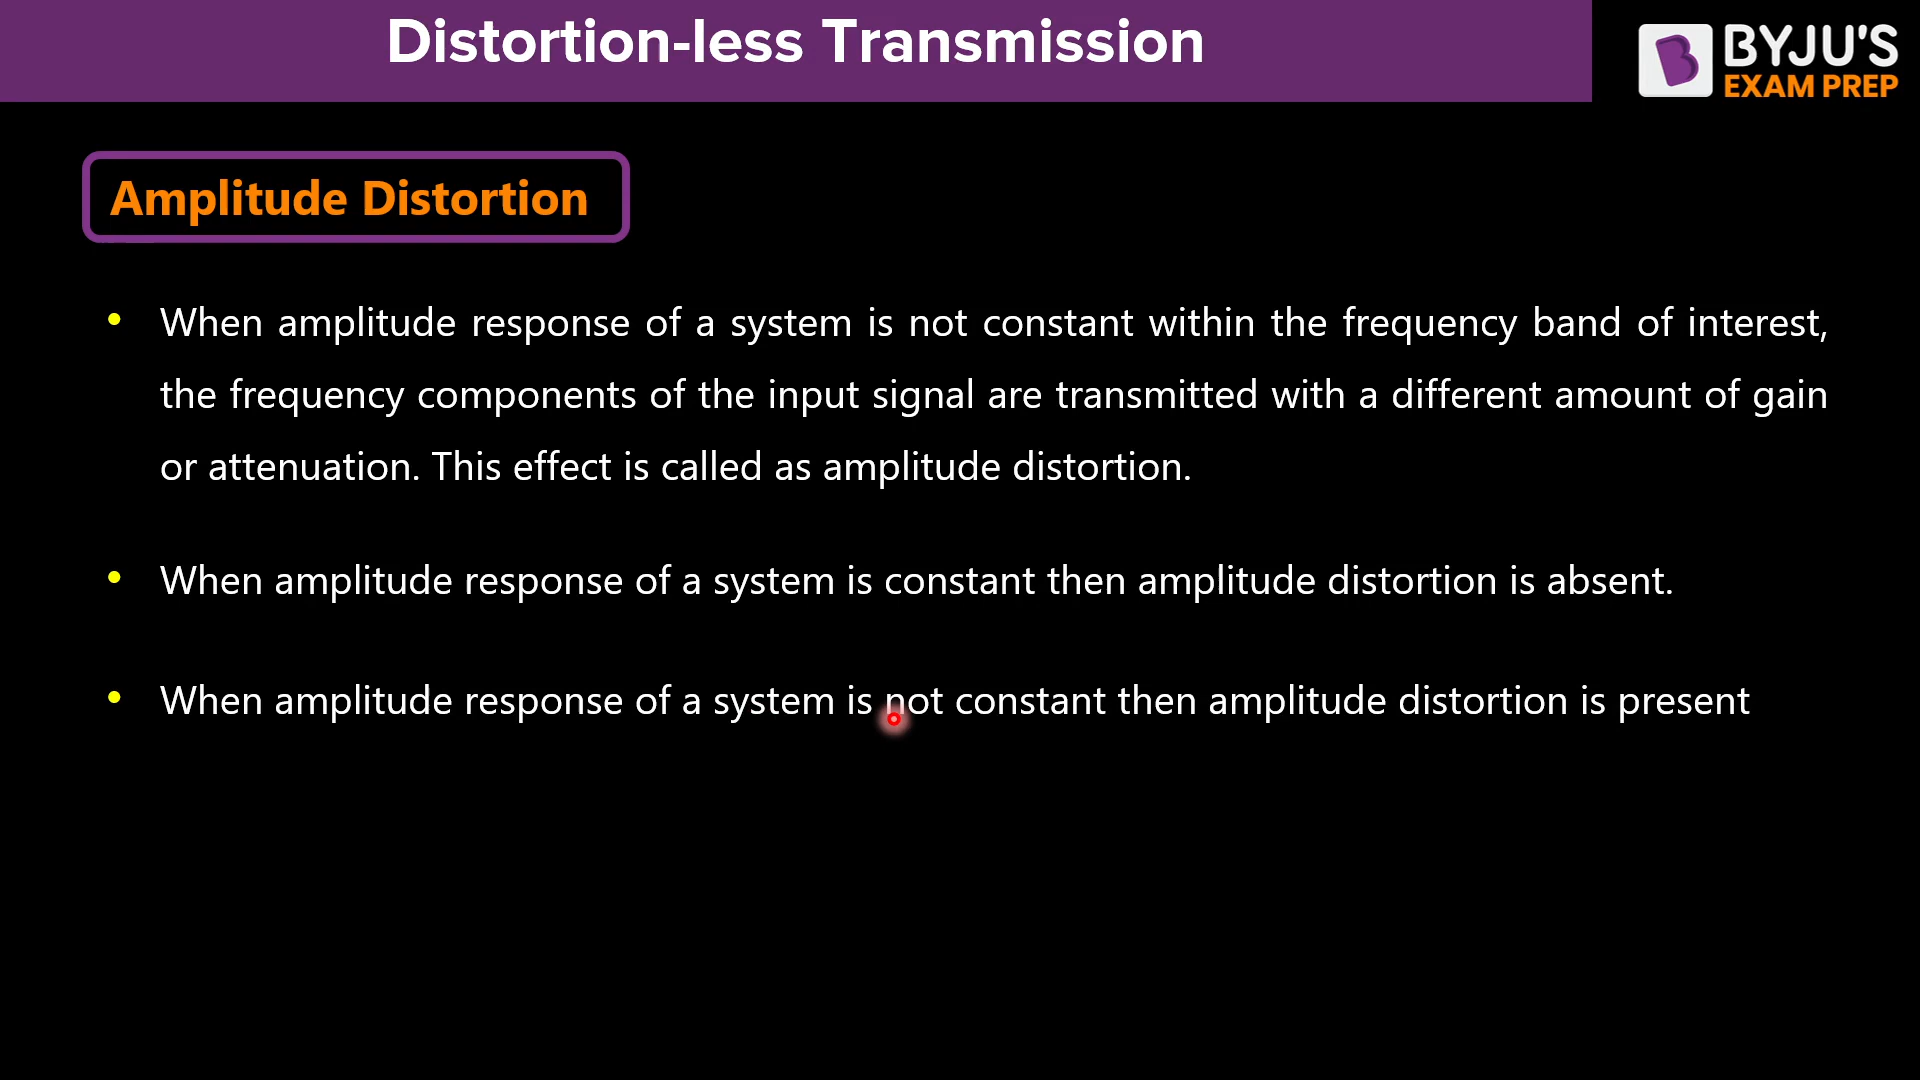 Distortion-less Transmission
BYJU'S
EXAM PREP
Amplitude Distortion
• When amplitude response of a system is not constant within the frequency band of interest,
the frequency components of the input signal are transmitted with a different amount of gain
or attenuation. This effect is called as amplitude distortion.
• When amplitude response of a system is constant then amplitude distortion is absent.
• When amplitude response of a system is not constant then amplitude distortion is present